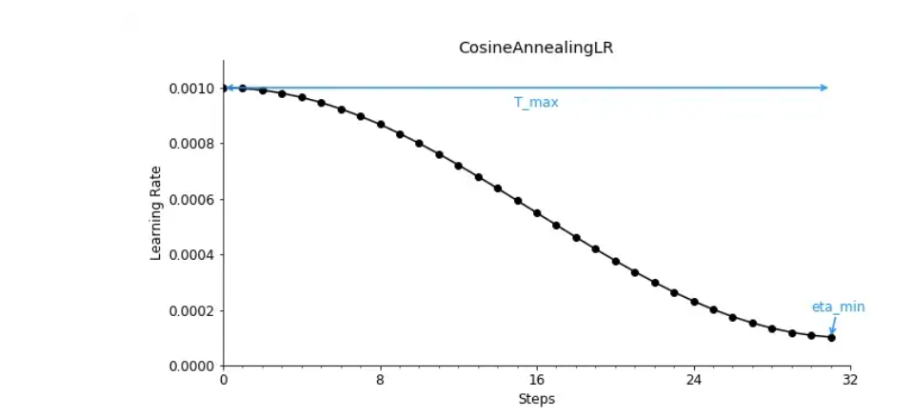 CosineAnnealingLR
0.0010
T_max
0.0008
0.0006
Learning Rate
0.0004
0.0002
eta_min
0.0000
0 8 16 24 32
Steps